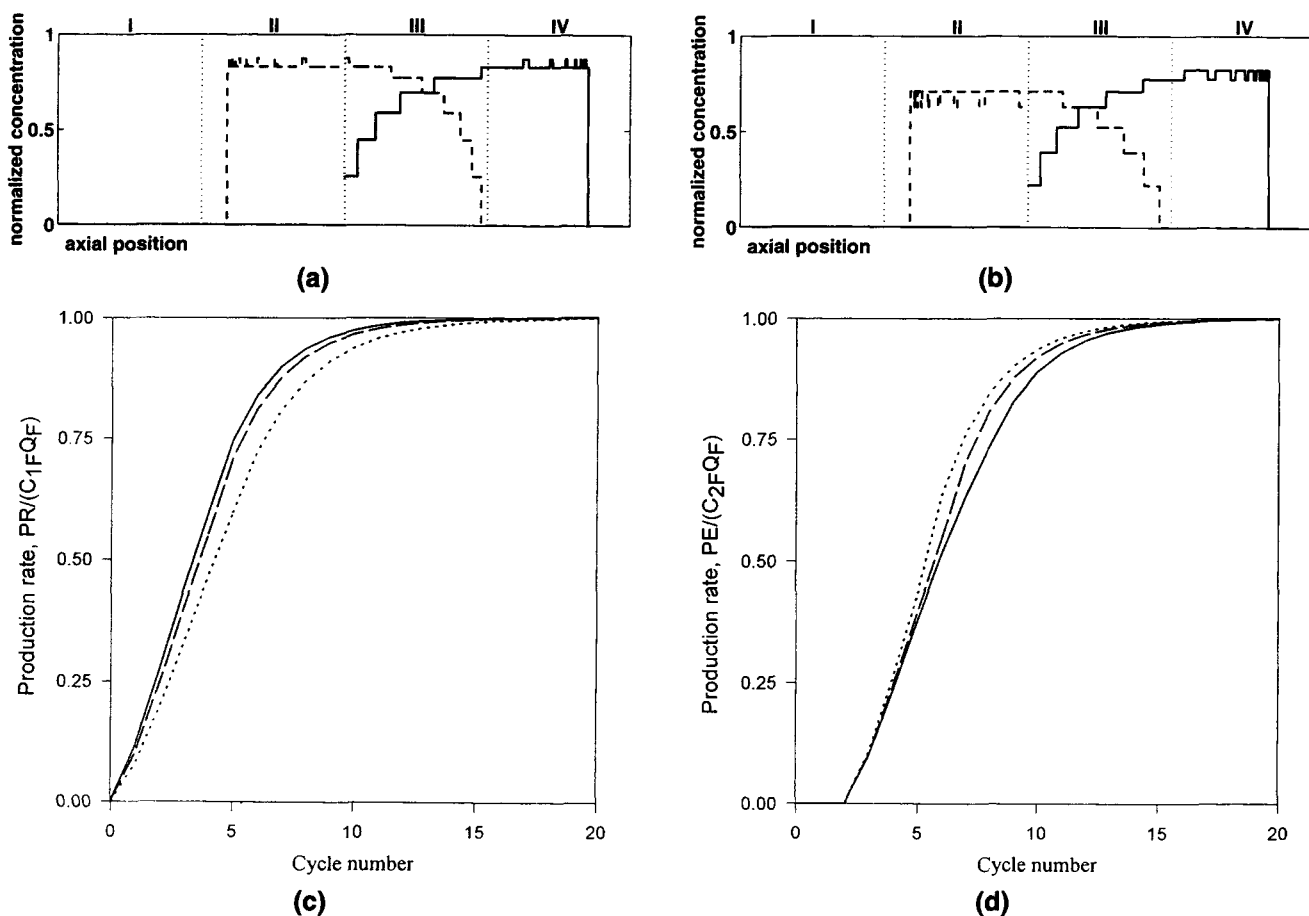 I II III IV
1
0.5
0
normalized concentration
axial position
(a)
I II III IV
1
0.5
0
normalized concentration
axial position
(b)
1.00
0.75
0.50
0.25
0.00
Production rate, PR/(C1FQF)
0 5 10 15 20
Cycle number
(c)
1.00
0.75
0.50
0.25
0.00
Production rate, PE/(C2FQF)
0 5 10 15 20
Cycle number
(d)